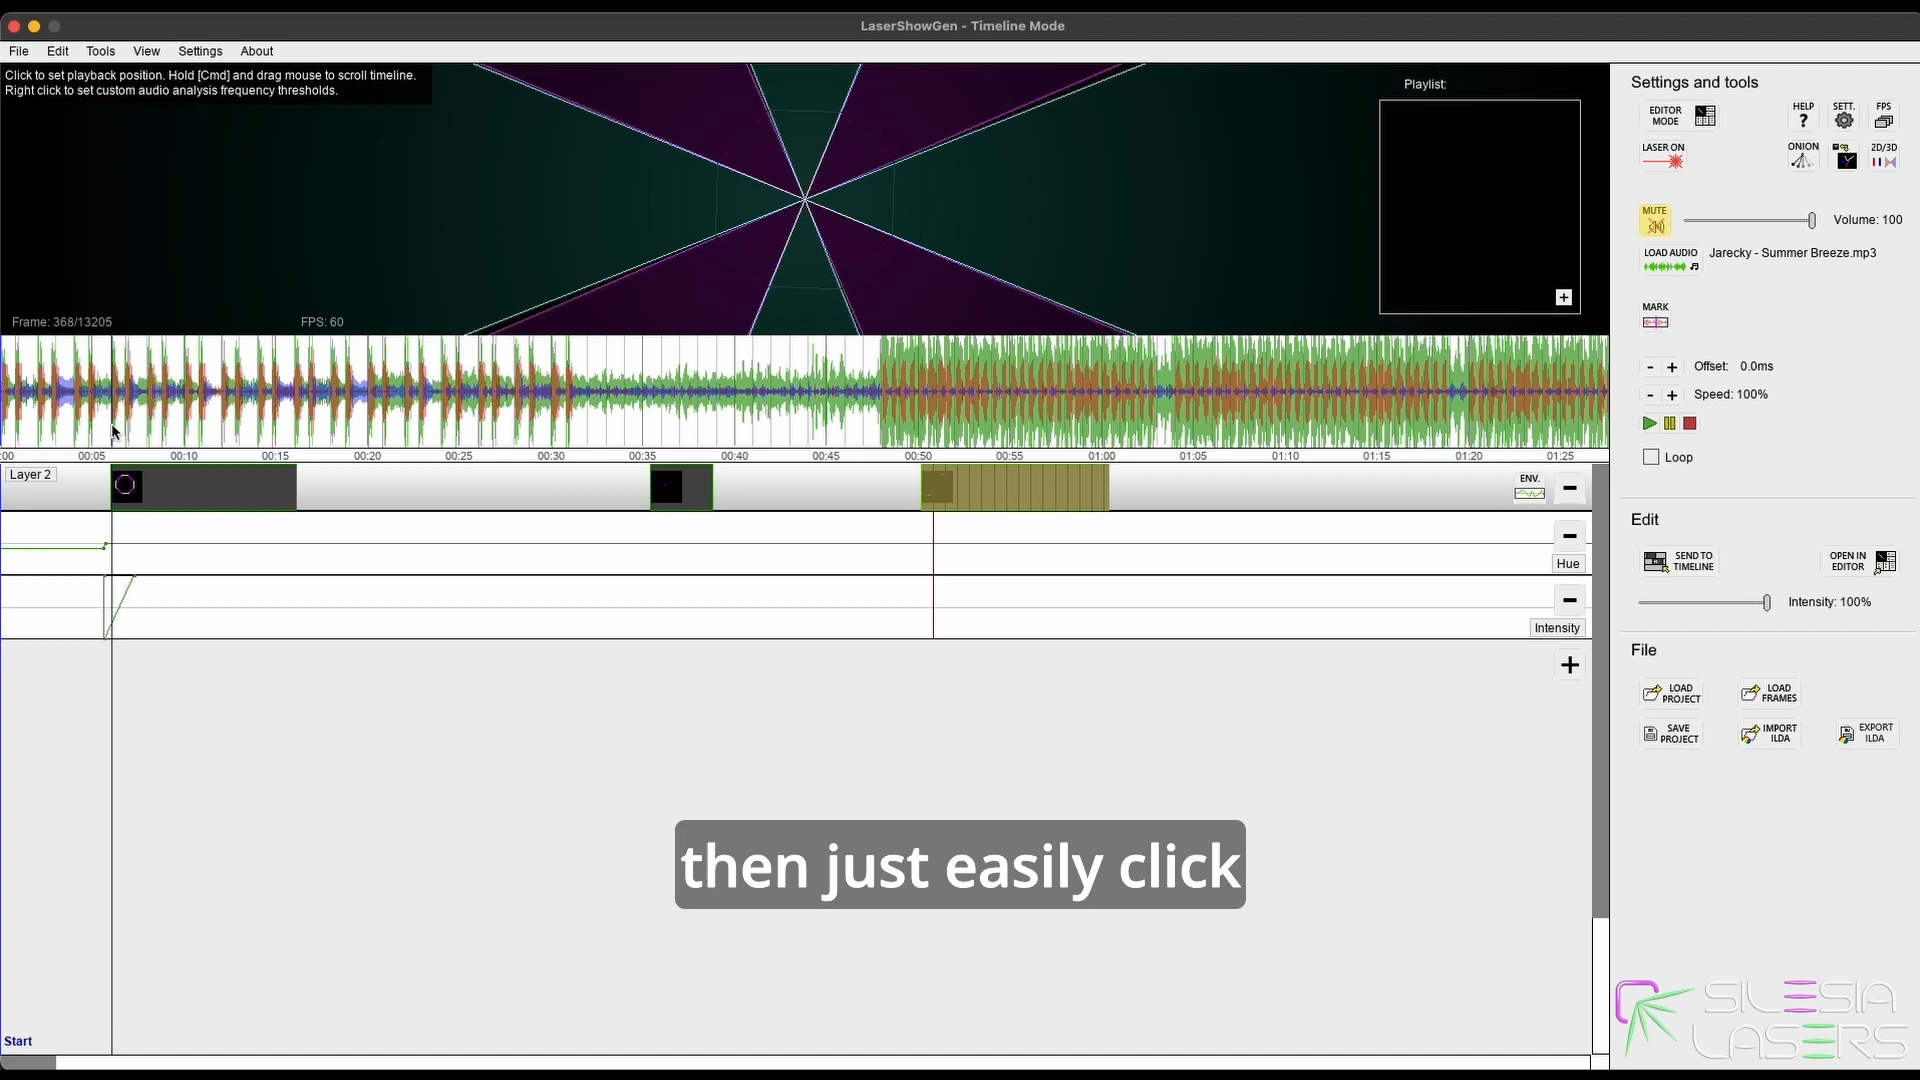 LaserShowGen - Timeline Mode
File Edit Tools View Settings About
Click to set playback position. Hold [Cmd] and drag mouse to scroll timeline.
Right click to set custom audio analysis frequency thresholds.
Playlist:
Frame: 368/13205
FPS: 60
:00 00:05 00:10 00:15 00:20 00:25 00:30 00:35 00:40 00:45 00:50 00:55 01:00 01:05 01:10 01:15 01:20 01:25
Layer 2
ENV.
Hue
Intensity
then just easily click
Start
Settings and tools
EDITOR
MODE
HELP
?
SETT.
FPS
LASER ON
ONION
2D/3D
MUTE
Volume: 100
LOAD AUDIO
Jarecky - Summer Breeze.mp3
MARK
- + Offset: 0.0ms
- + Speed: 100%
Loop
Edit
SEND TO
TIMELINE
OPEN IN
EDITOR
Intensity: 100%
File
LOAD
PROJECT
LOAD
FRAMES
SAVE
PROJECT
IMPORT
ILDA
EXPORT
ILDA
SILESIA
LASERS